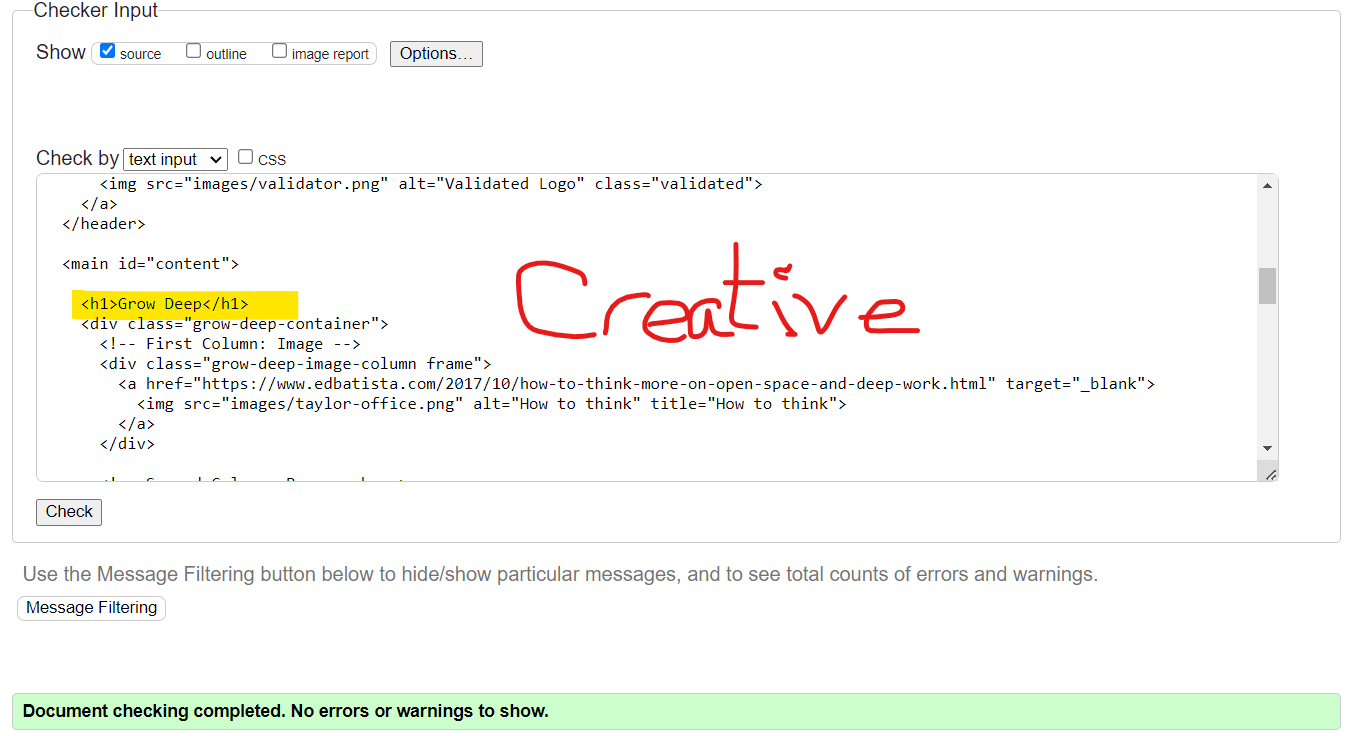 Checker Input
Show source outline image report Options…
Check by text input CSS
<img src="images/validator.png" alt="Validated Logo" class="validated">
</a>
</header>
<main id="content">
<h1>Grow Deep</h1>
Creative
<div class="grow-deep-container">
<!-- First Column: Image -->
<div class="grow-deep-image-column frame">
<a href="https://www.edbatista.com/2017/10/how-to-think-more-on-open-space-and-deep-work.html" target="_blank">
<img src="images/taylor-office.png" alt="How to think" title="How to think">
</a>
</div>
Check
Use the Message Filtering button below to hide/show particular messages, and to see total counts of errors and warnings.
Message Filtering
Document checking completed. No errors or warnings to show.